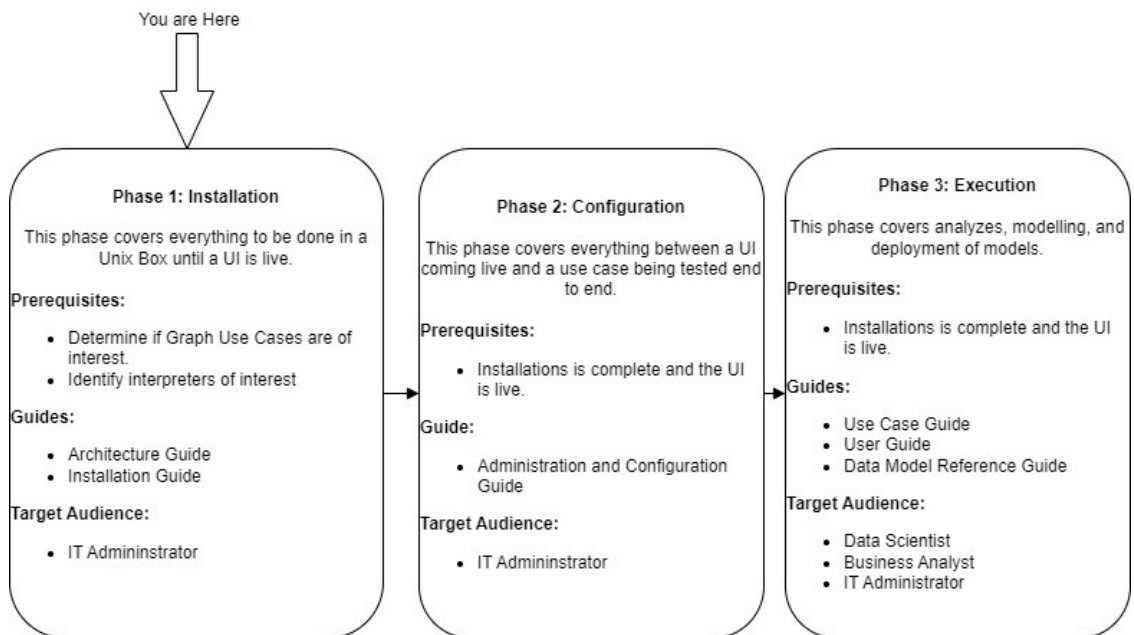 You are Here
Phase 1: Installation
This phase covers everything to be done in a
Unix Box until a UI is live.
Prerequisites:
• Determine if Graph Use Cases are of
interest.
• Identify interpreters of interest
Guides:
• Architecture Guide
• Installation Guide
Target Audience:
• IT Admininstrator
Phase 2: Configuration
This phase covers everything between a UI
coming live and a use case being tested end
to end.
Prerequisites:
• Installations is complete and the UI
is live.
Guide:
• Administration and Configuration
Guide
Target Audience:
• IT Admininstrator
Phase 3: Execution
This phase covers analyzes, modelling, and
deployment of models.
Prerequisites:
• Installations is complete and the UI
is live.
Guides:
• Use Case Guide
• User Guide
• Data Model Reference Guide
Target Audience:
• Data Scientist
• Business Analyst
• IT Administrator